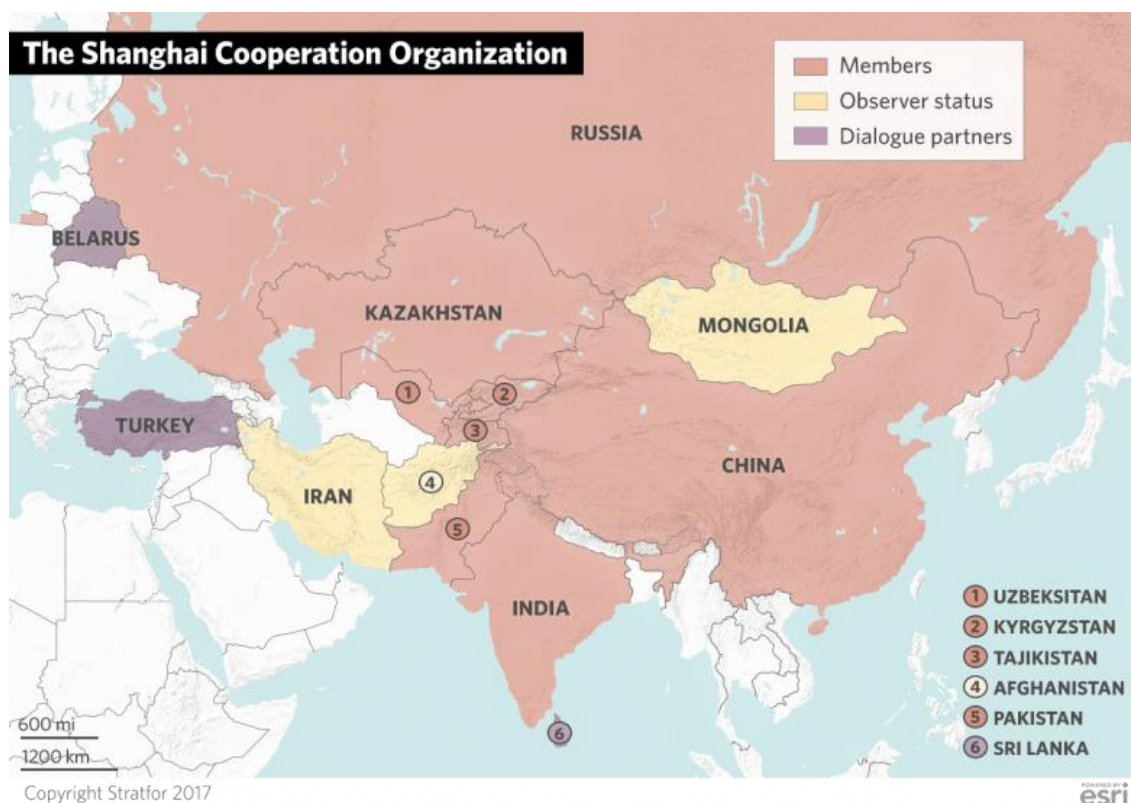 The Shanghai Cooperation Organization
Members
Observer status
Dialogue partners
RUSSIA
BELARUS
KAZAKHSTAN
MONGOLIA
1
2
TURKEY
3
CHINA
4
IRAN
5
INDIA
6
1 UZBEKSITAN
2 KYRGYZSTAN
3 TAJIKISTAN
4 AFGHANISTAN
5 PAKISTAN
6 SRI LANKA
600 mi
1200 km
Copyright Stratfor 2017
POWERED BY
esri